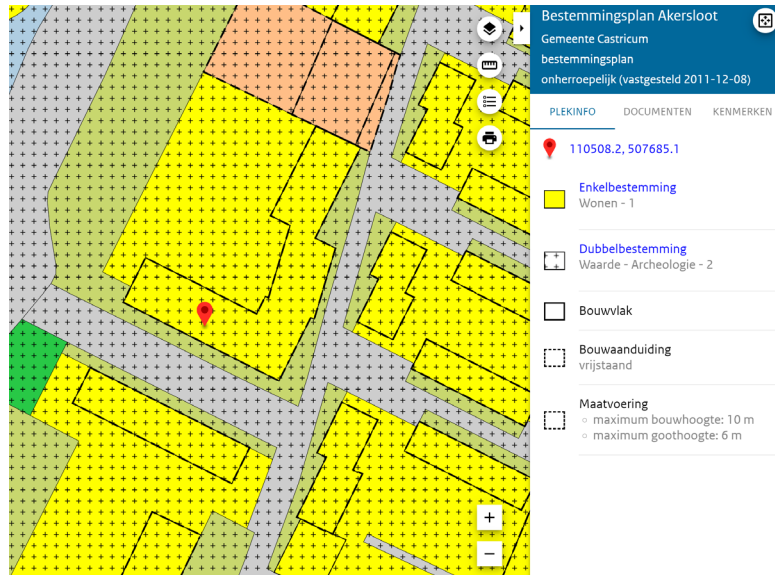 Bestemmingsplan Akersloot
Gemeente Castricum
bestemmingsplan
onherroepelijk (vastgesteld 2011-12-08)
PLEKINFO DOCUMENTEN KENMERKEN
110508.2, 507685.1
Enkelbestemming
Wonen - 1
Dubbelbestemming
Waarde - Archeologie - 2
Bouwvlak
Bouwaanduiding
vrijstaand
Maatvoering
maximum bouwhoogte: 10 m
maximum goothoogte: 6 m